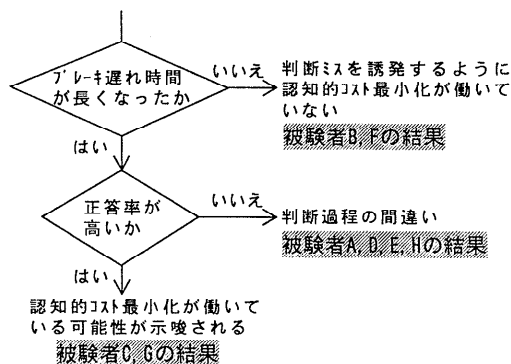 ブレーキ遅れ時間
が長くなったか
いいえ
判断ミスを誘発するように
認知的コスト最小化が働いて
いない
被験者B,Fの結果
はい
正答率が
高いか
いいえ
判断過程の間違い
被験者A,D,E,Hの結果
はい
認知的コスト最小化が働いて
いる可能性が示唆される
被験者C,Gの結果